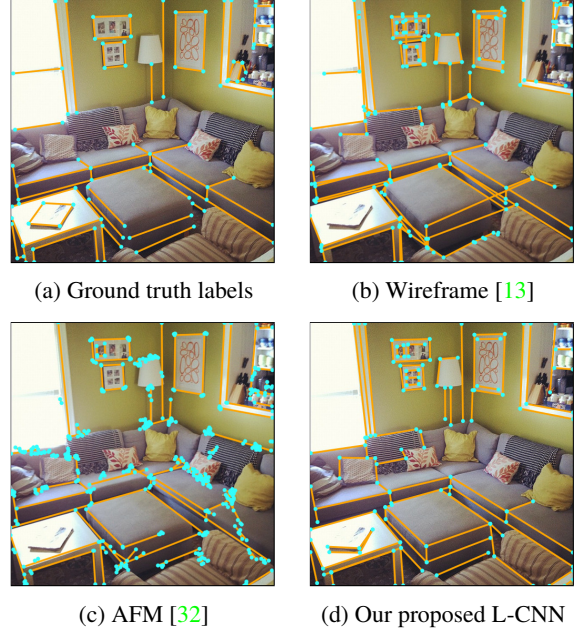 (a) Ground truth labels
(b) Wireframe [13]
(c) AFM [32]
(d) Our proposed L-CNN